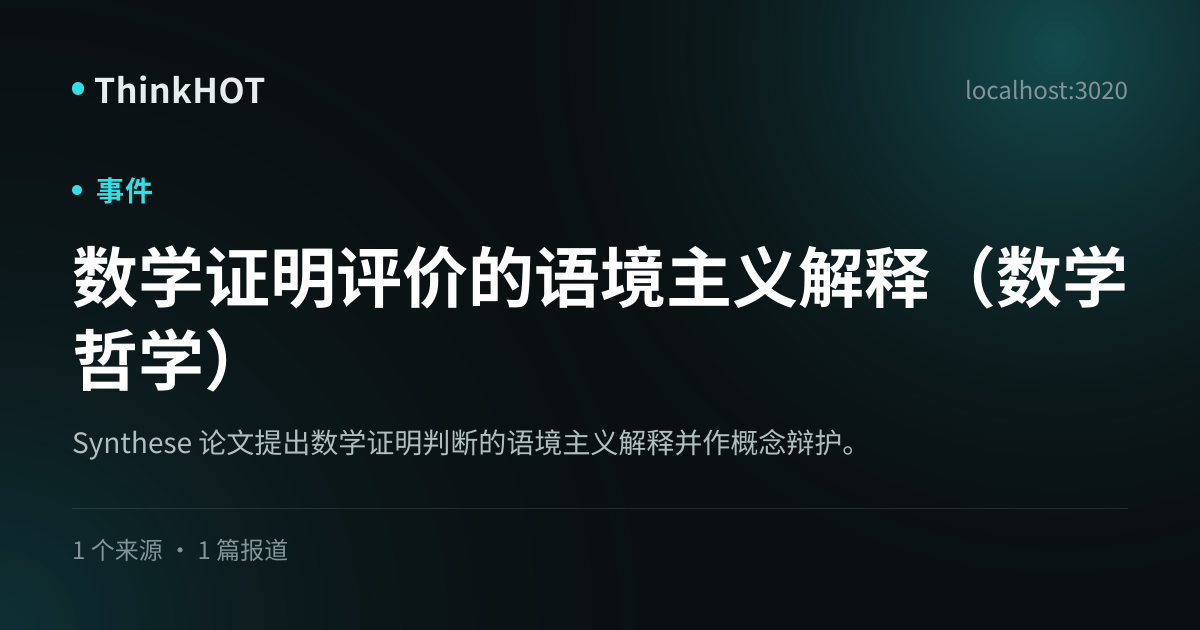 ThinkHOT
localhost:3020
事件
数学证明评价的语境主义解释（数学
哲学）
Synthese 论文提出数学证明判断的语境主义解释并作概念辩护。
1 个来源 · 1 篇报道